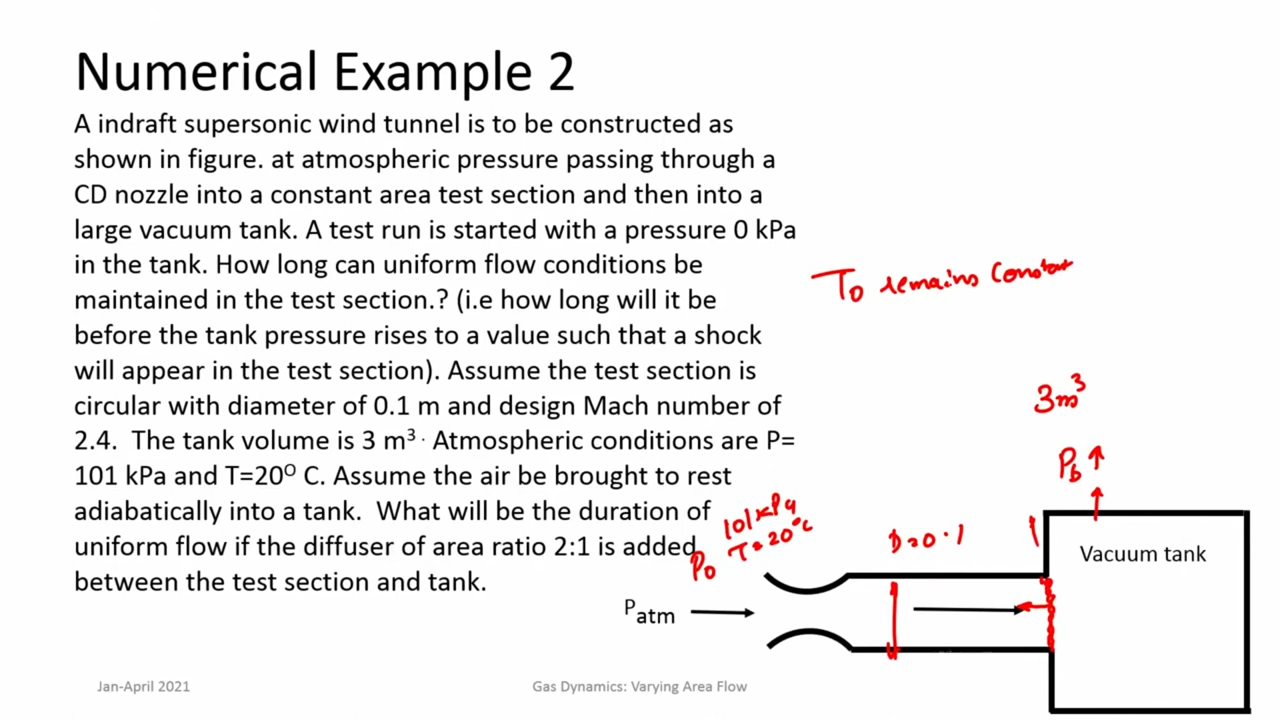 Numerical Example 2
A indraft supersonic wind tunnel is to be constructed as
shown in figure. at atmospheric pressure passing through a
CD nozzle into a constant area test section and then into a
large vacuum tank. A test run is started with a pressure 0 kPa
in the tank. How long can uniform flow conditions be
maintained in the test section.? (i.e how long will it be
before the tank pressure rises to a value such that a shock
will appear in the test section). Assume the test section is
circular with diameter of 0.1 m and design Mach number of
2.4. The tank volume is 3 m³. Atmospheric conditions are P=
101 kPa and T=20⁰ C. Assume the air be brought to rest
adiabatically into a tank. What will be the duration of
uniform flow if the diffuser of area ratio 2:1 is added
between the test section and tank.
T₀ remains constant
3m³
P_b ↑
101 kPa
T=20°C
P₀
D=0.1
Vacuum tank
P_atm
Jan-April 2021
Gas Dynamics: Varying Area Flow